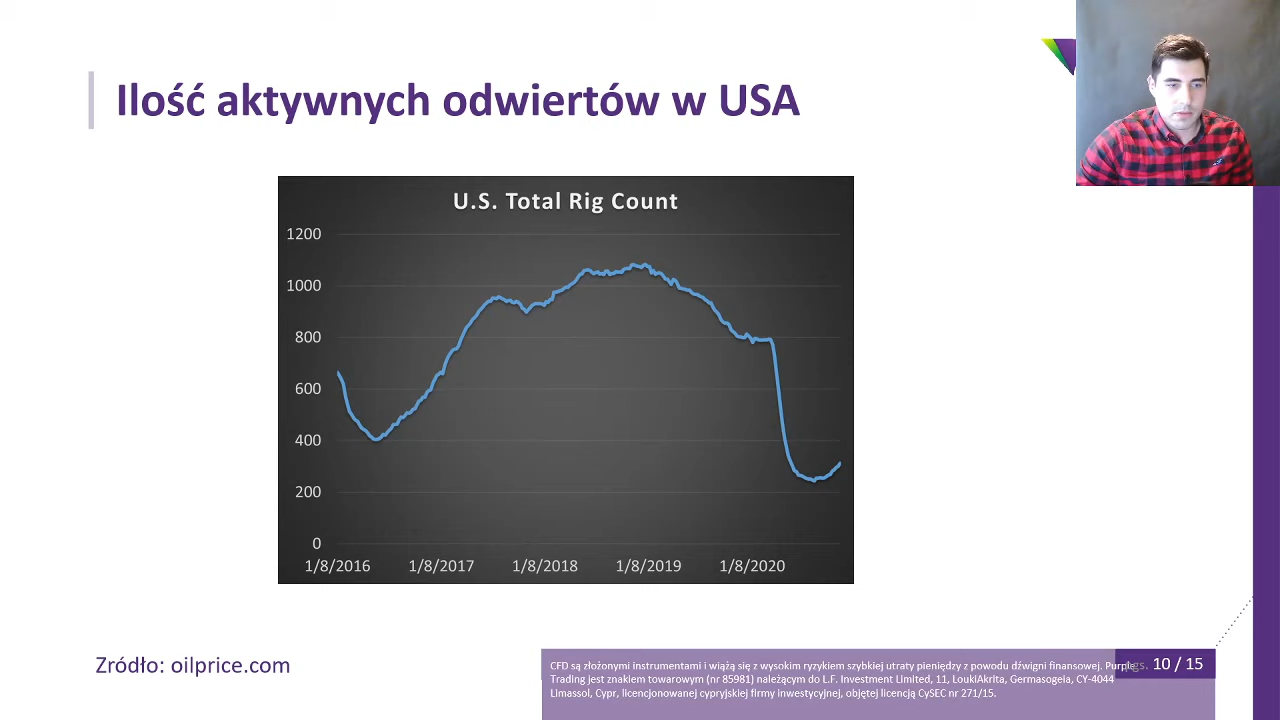 Ilość aktywnych odwiertów w USA
U.S. Total Rig Count
1200
1000
800
600
400
200
0
1/8/2016 1/8/2017 1/8/2018 1/8/2019 1/8/2020
Zródło: oilprice.com
CFD są złożonymi instrumentami i wiążą się z wysokim ryzykiem szybkiej utraty pieniędzy z powodu dźwigni finansowej. Purple
Trading jest znakiem towarowym (nr 85981) należącym do L.F. Investment Limited, 11, LoukiAkrita, Germasogeia, CY-4044
Limassol, Cypr, licencjonowanej cypryjskiej firmy inwestycyjnej, objętej licencją CySEC nr 271/15.
10 / 15